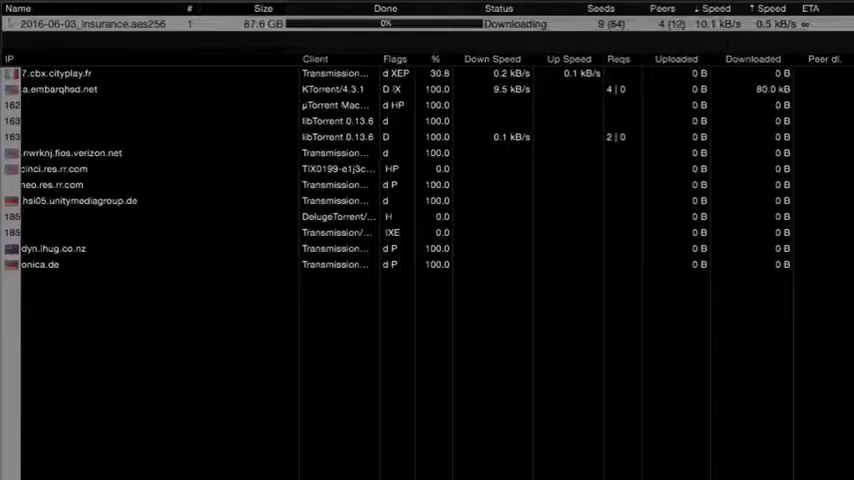 Name # Size Done Status Seeds Peers ↓ Speed ↑ Speed ETA
2016-06-03_insurance.aes256 1 87.6 GB 0% Downloading 9 (84) 4 (12) 10.1 kB/s 0.5 kB/s ∞
IP Client Flags % Down Speed Up Speed Reqs Uploaded Downloaded Peer dl.
7.cbx.cityplay.fr Transmission... d XEP 30.6 0.2 kB/s 0.1 kB/s 0 B 0 B
a.embarqhsd.net KTorrent/4.3.1 D IX 100.0 9.5 kB/s 4 | 0 0 B 80.0 kB
162 µTorrent Mac... d HP 100.0 0 B 0 B
163 libTorrent 0.13.6 d 100.0 0 B 0 B
163 libTorrent 0.13.6 D 100.0 0.1 kB/s 2 | 0 0 B 0 B
.nwrknj.fios.verizon.net Transmission... d 100.0 0 B 0 B
cinci.res.rr.com TIX0199-e1j3c... HP 0.0 0 B 0 B
neo.res.rr.com Transmission... d P 100.0 0 B 0 B
hsi05.unitymediagroup.de Transmission... d 100.0 0 B 0 B
185 DelugeTorrent/... H 0.0 0 B 0 B
185 Transmission/... IXE 0.0 0 B 0 B
dyn.ihug.co.nz Transmission... d P 100.0 0 B 0 B
onica.de Transmission... d P 100.0 0 B 0 B